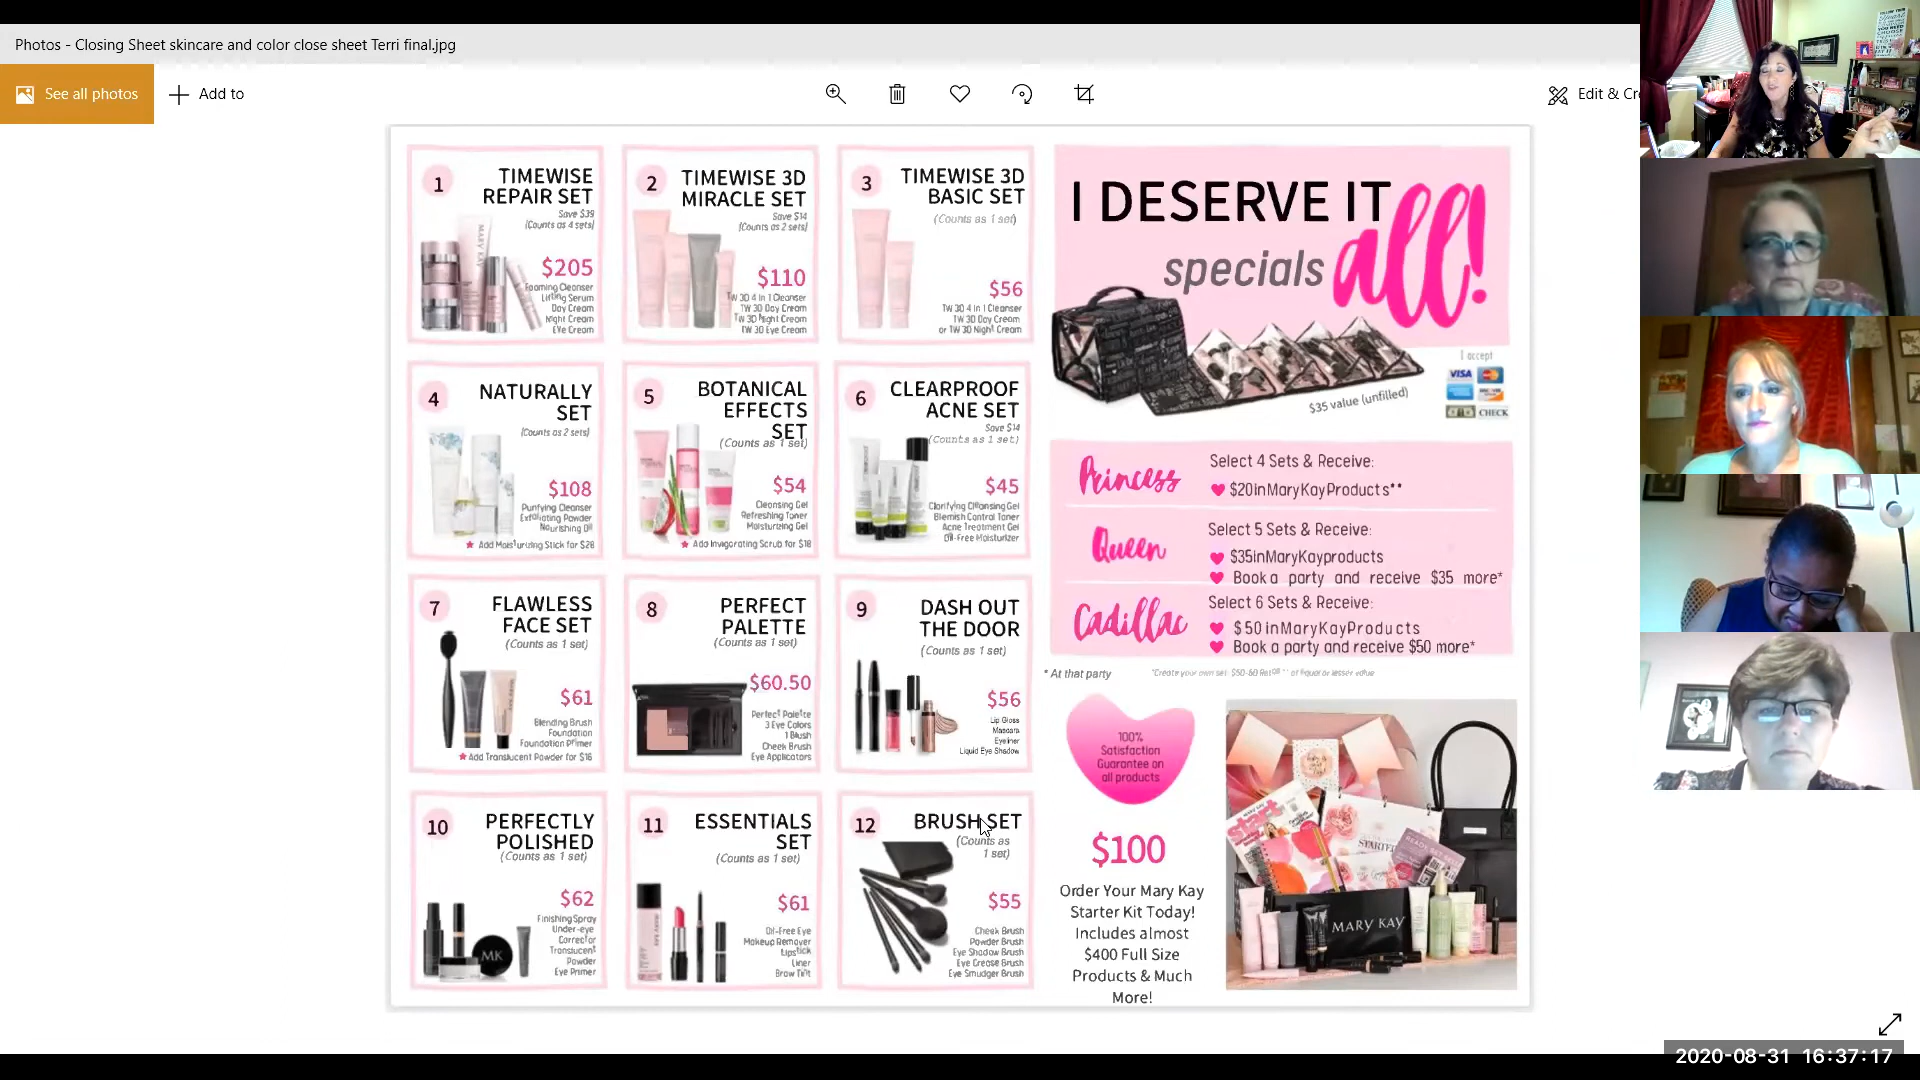 Photos - Closing Sheet skincare and color close sheet Terri final.jpg
See all photos
Add to
Edit & Cr
1
TIMEWISE
REPAIR SET
Save $39
(Counts as 4 sets)
$205
Foaming Cleanser
Lifting Serum
Day Cream
Night Cream
Eye Cream
2
TIMEWISE 3D
MIRACLE SET
Save $14
(Counts as 2 sets)
$110
TW 3D 4 in 1 Cleanser
TW 3D Day Cream
TW 3D Night Cream
TW 3D Eye Cream
3
TIMEWISE 3D
BASIC SET
(Counts as 1 set)
$56
TW 3D 4 in 1 Cleanser
TW 3D Day Cream
or TW 3D Night Cream
4
NATURALLY
SET
(Counts as 2 sets)
$108
Purifying Cleanser
Exfoliating Powder
Nourishing Oil
Add Moisturizing Stick for $26
5
BOTANICAL
EFFECTS
SET
(Counts as 1 set)
$54
Cleansing Gel
Refreshing Toner
Moisturizing Gel
Add Invigorating Scrub for $18
6
CLEARPROOF
ACNE SET
Save $14
(Counts as 1 set)
$45
Clarifying Cleansing Gel
Blemish Control Toner
Acne Treatment Gel
Oil-Free Moisturizer
7
FLAWLESS
FACE SET
(Counts as 1 set)
$61
Blending Brush
Foundation
Foundation Primer
Add Translucent Powder for $16
8
PERFECT
PALETTE
(Counts as 1 set)
$60.50
Perfect Palette
3 Eye Colors
1 Blush
Cheek Brush
Eye Applicators
9
DASH OUT
THE DOOR
(Counts as 1 set)
$56
Lip Gloss
Mascara
Eyeliner
Liquid Eye Shadow
10
PERFECTLY
POLISHED
(Counts as 1 set)
$62
Finishing Spray
Under-eye
Corrector
Translucent
Powder
Eye Primer
MK
11
ESSENTIALS
SET
(Counts as 1 set)
$61
Oil-Free Eye
Makeup Remover
Lipstick
Liner
Brow Tint
12
BRUSH SET
(Counts as
1 set)
$55
Cheek Brush
Powder Brush
Eye Shadow Brush
Eye Crease Brush
Eye Smudger Brush
I DESERVE IT
all!
specials
$35 value (unfilled)
I accept
VISA
CHECK
Princess
Select 4 Sets & Receive:
$20inMaryKayProducts**
Queen
Select 5 Sets & Receive:
$35inMaryKayproducts
Book a party and receive $35 more*
Cadillac
Select 6 Sets & Receive:
$50inMaryKayProducts
Book a party and receive $50 more*
* At that party
100%
Satisfaction
Guarantee on
all products
$100
Order Your Mary Kay
Starter Kit Today!
Includes almost
$400 Full Size
Products & Much
More!
MARY KAY
2020-08-31 16:37:17